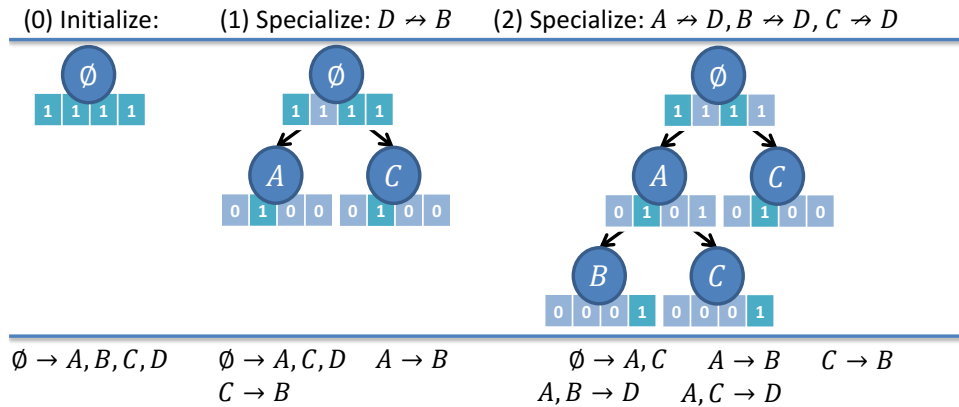 (0) Initialize:
(1) Specialize: D ↛ B
(2) Specialize: A ↛ D, B ↛ D, C ↛ D
∅
1 1 1 1
∅
1 1 1 1
A
0 1 0 0
C
0 1 0 0
∅
1 1 1 1
A
0 1 0 1
C
0 1 0 0
B
0 0 0 1
C
0 0 0 1
∅ → A, B, C, D
∅ → A, C, D A → B
C → B
∅ → A, C A → B C → B
A, B → D A, C → D